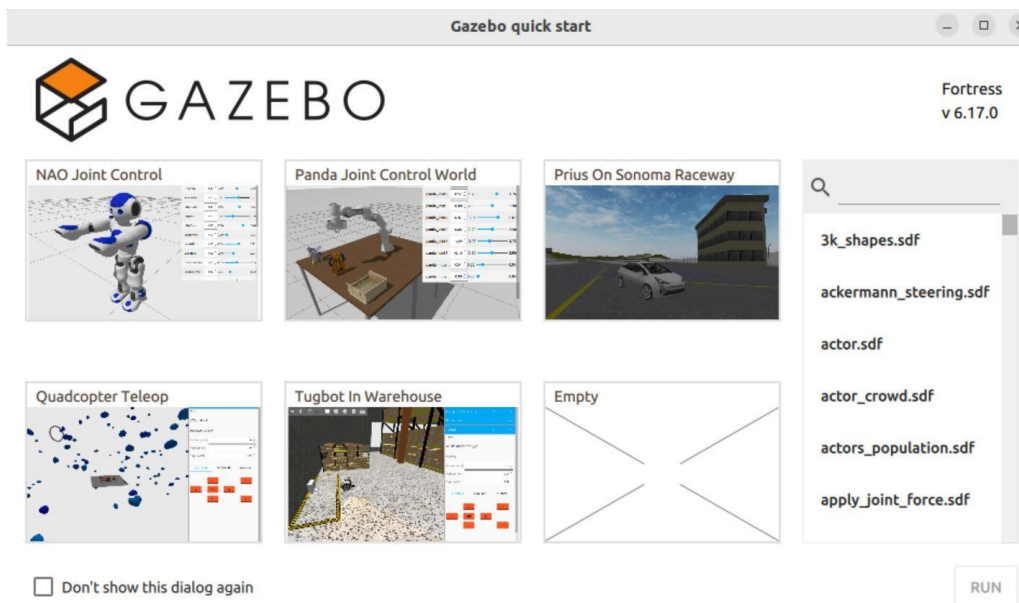 Gazebo quick start
GAZEBO
Fortress
v 6.17.0
NAO Joint Control
Panda Joint Control World
Prius On Sonoma Raceway
Quadcopter Teleop
Tugbot In Warehouse
Empty
3k_shapes.sdf
ackermann_steering.sdf
actor.sdf
actor_crowd.sdf
actors_population.sdf
apply_joint_force.sdf
Don't show this dialog again
RUN